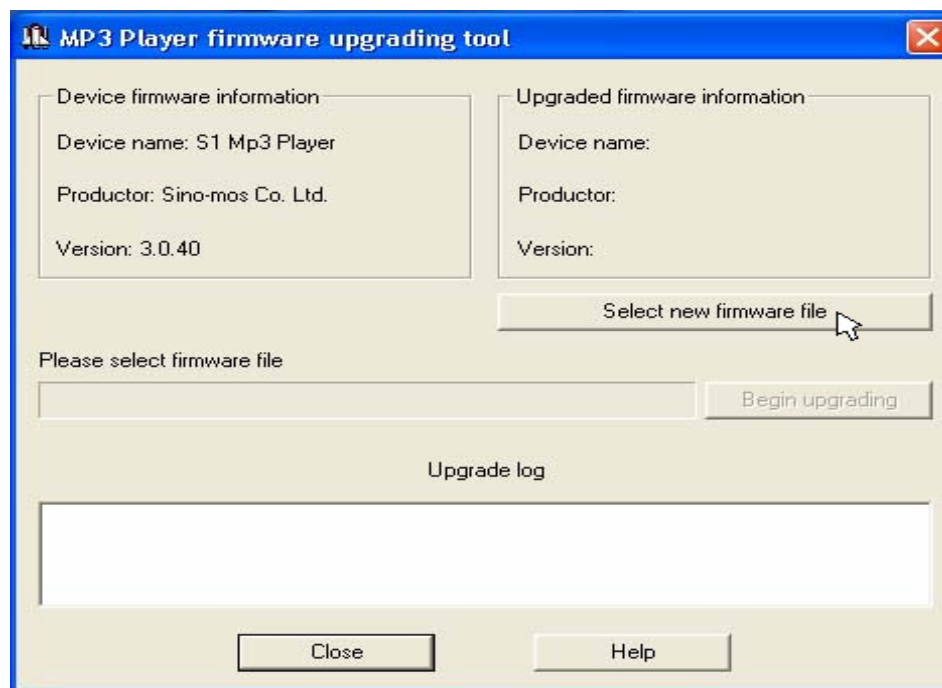 MP3 Player firmware upgrading tool
Device firmware information
Device name: S1 Mp3 Player
Productor: Sino-mos Co. Ltd.
Version: 3.0.40
Upgraded firmware information
Device name:
Productor:
Version:
Select new firmware file
Please select firmware file
Begin upgrading
Upgrade log
Close
Help